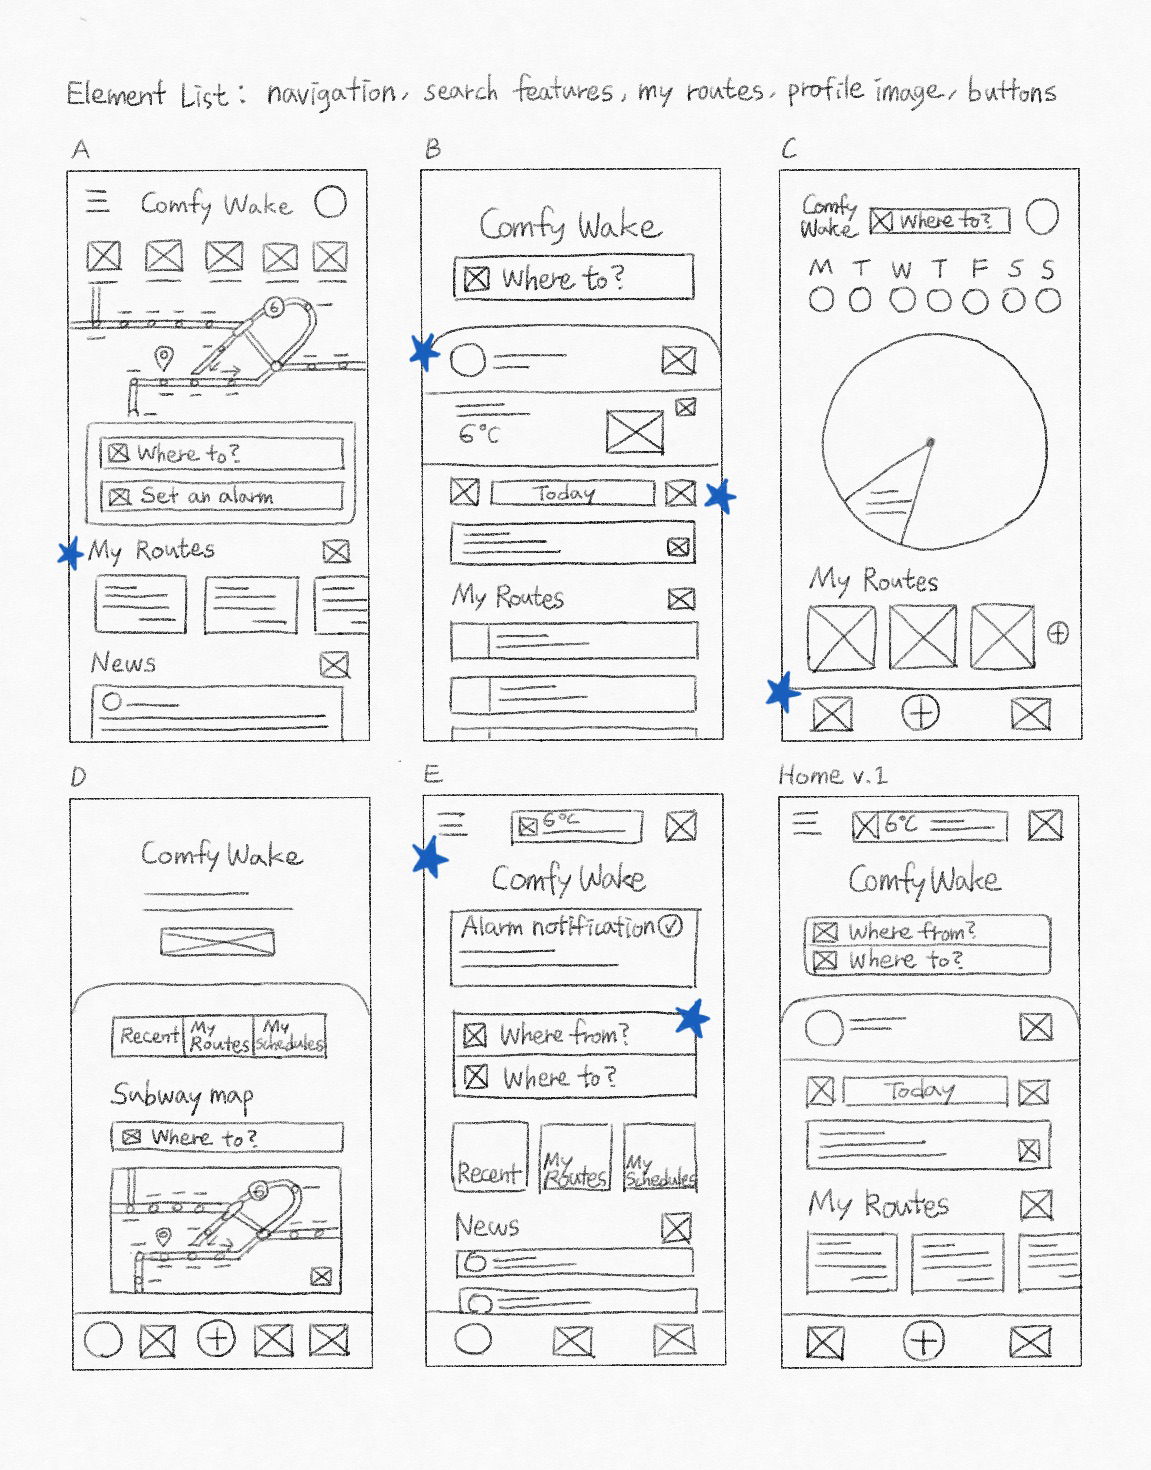 Element List: navigation, search features, my routes, profile image, buttons
A
Comfy Wake
6
Where to?
Set an alarm
My Routes
News
B
Comfy Wake
Where to?
6°C
Today
My Routes
C
Comfy
Wake
Where to?
M T W T F S S
My Routes
D
Comfy Wake
Recent
My
Routes
My
Schedules
Subway map
Where to?
6
E
6°C
Comfy Wake
Alarm notification
Where from?
Where to?
Recent
My
Routes
My
Schedules
News
Home v.1
6°C
Comfy Wake
Where from?
Where to?
Today
My Routes